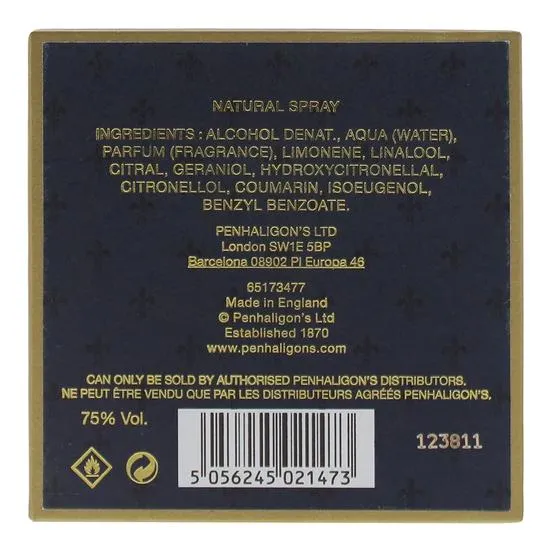 NATURAL SPRAY
INGREDIENTS : ALCOHOL DENAT., AQUA (WATER),
PARFUM (FRAGRANCE), LIMONENE, LINALOOL,
CITRAL, GERANIOL, HYDROXYCITRONELLAL,
CITRONELLOL, COUMARIN, ISOEUGENOL,
BENZYL BENZOATE.
PENHALIGON'S LTD
London SW1E 5BP
Barcelona 08902 Pl Europa 46
65173477
Made in England
© Penhaligon's Ltd
Established 1870
www.penhaligons.com
CAN ONLY BE SOLD BY AUTHORISED PENHALIGON'S DISTRIBUTORS.
NE PEUT ÊTRE VENDU QUE PAR LES DISTRIBUTEURS AGRÉÉS PENHALIGON'S.
75% Vol.
123811
5 056245 021473